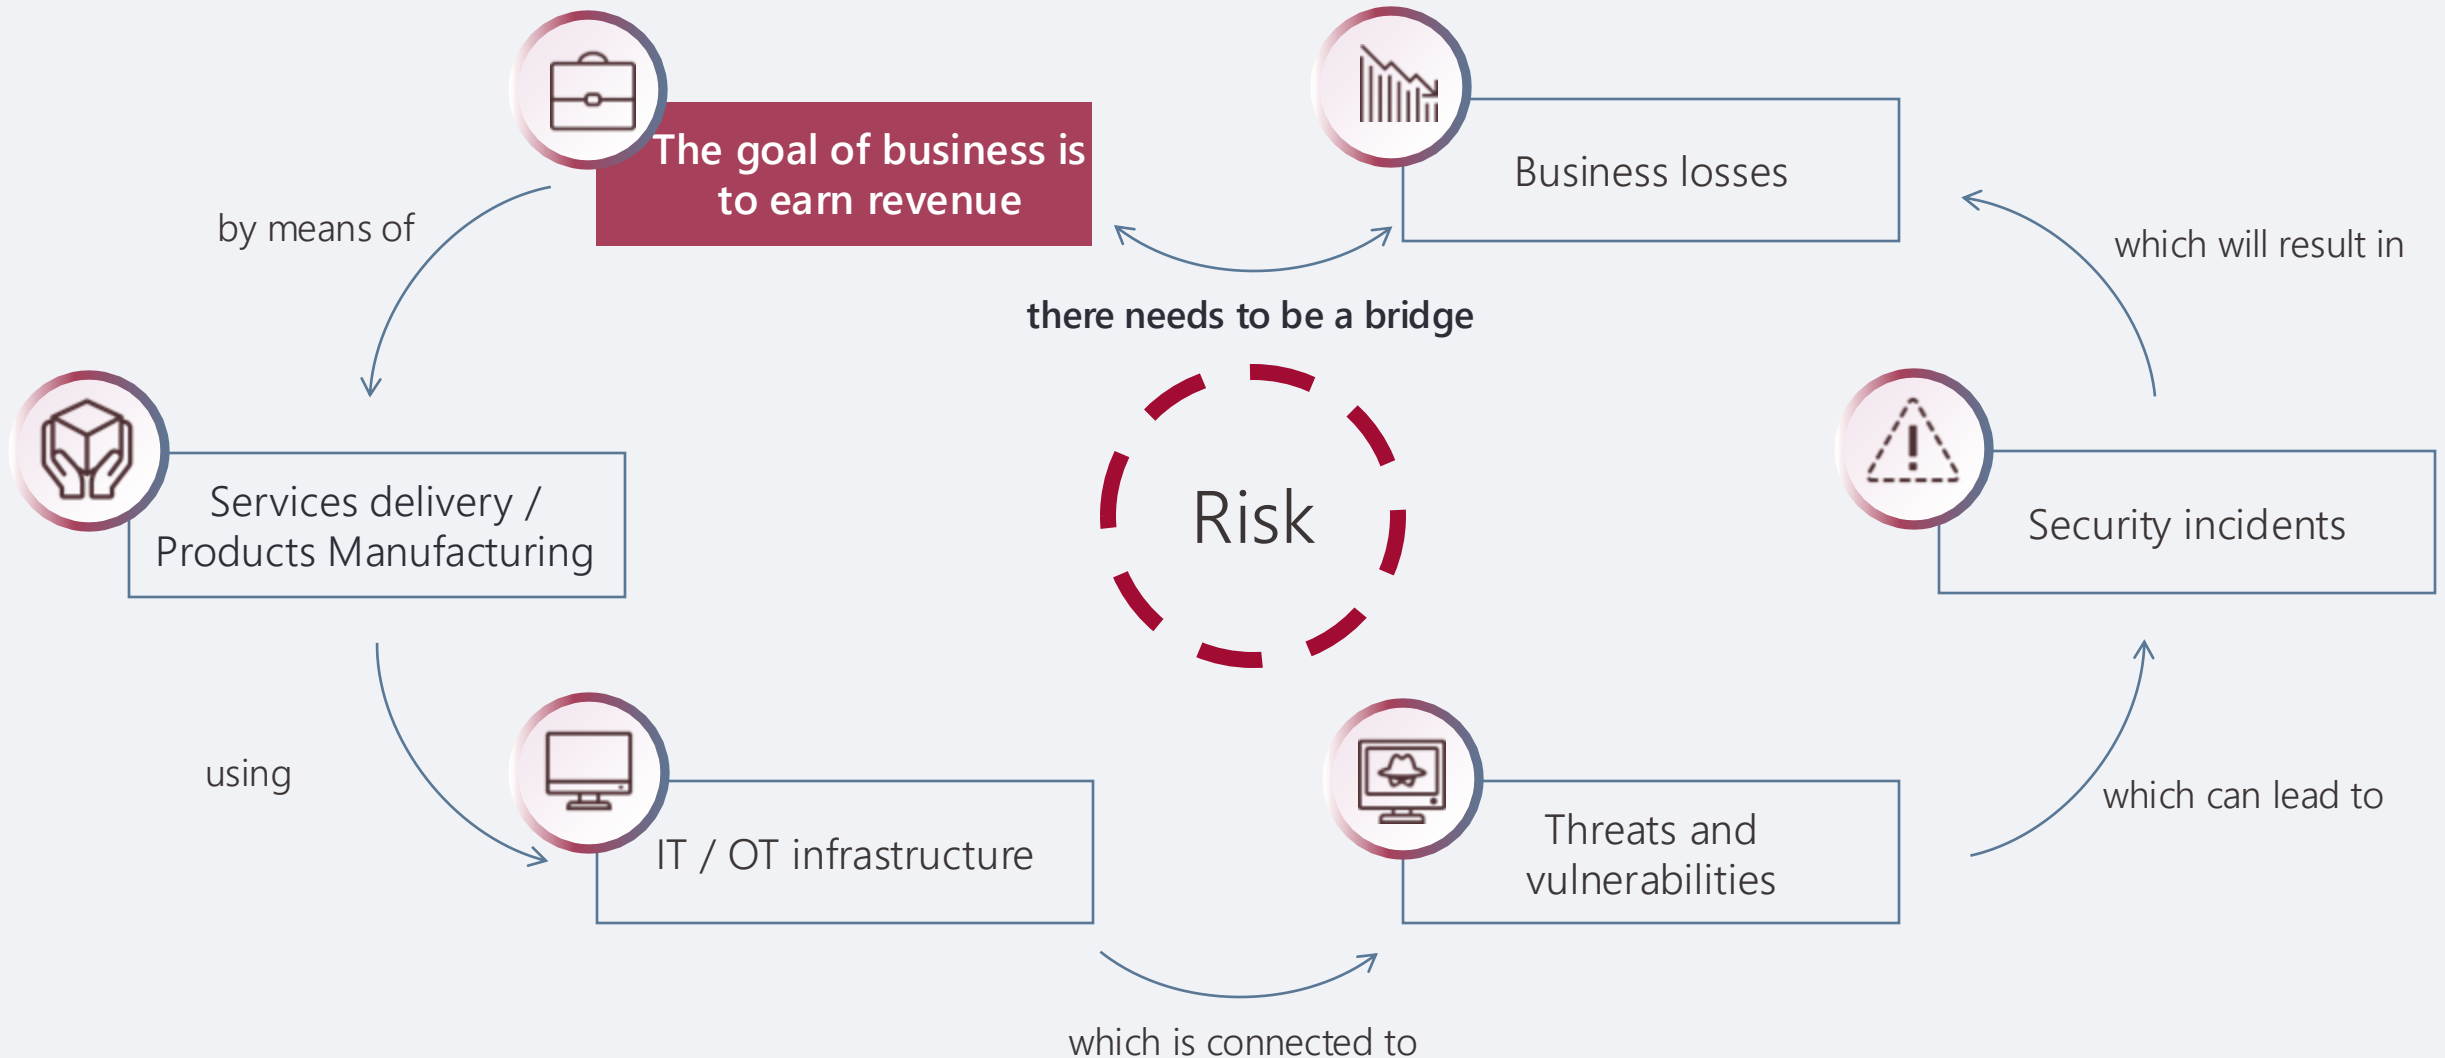 The goal of business is
to earn revenue
by means of
Services delivery /
Products Manufacturing
using
IT / OT infrastructure
which is connected to
Threats and
vulnerabilities
which can lead to
Security incidents
which will result in
Business losses
there needs to be a bridge
Risk